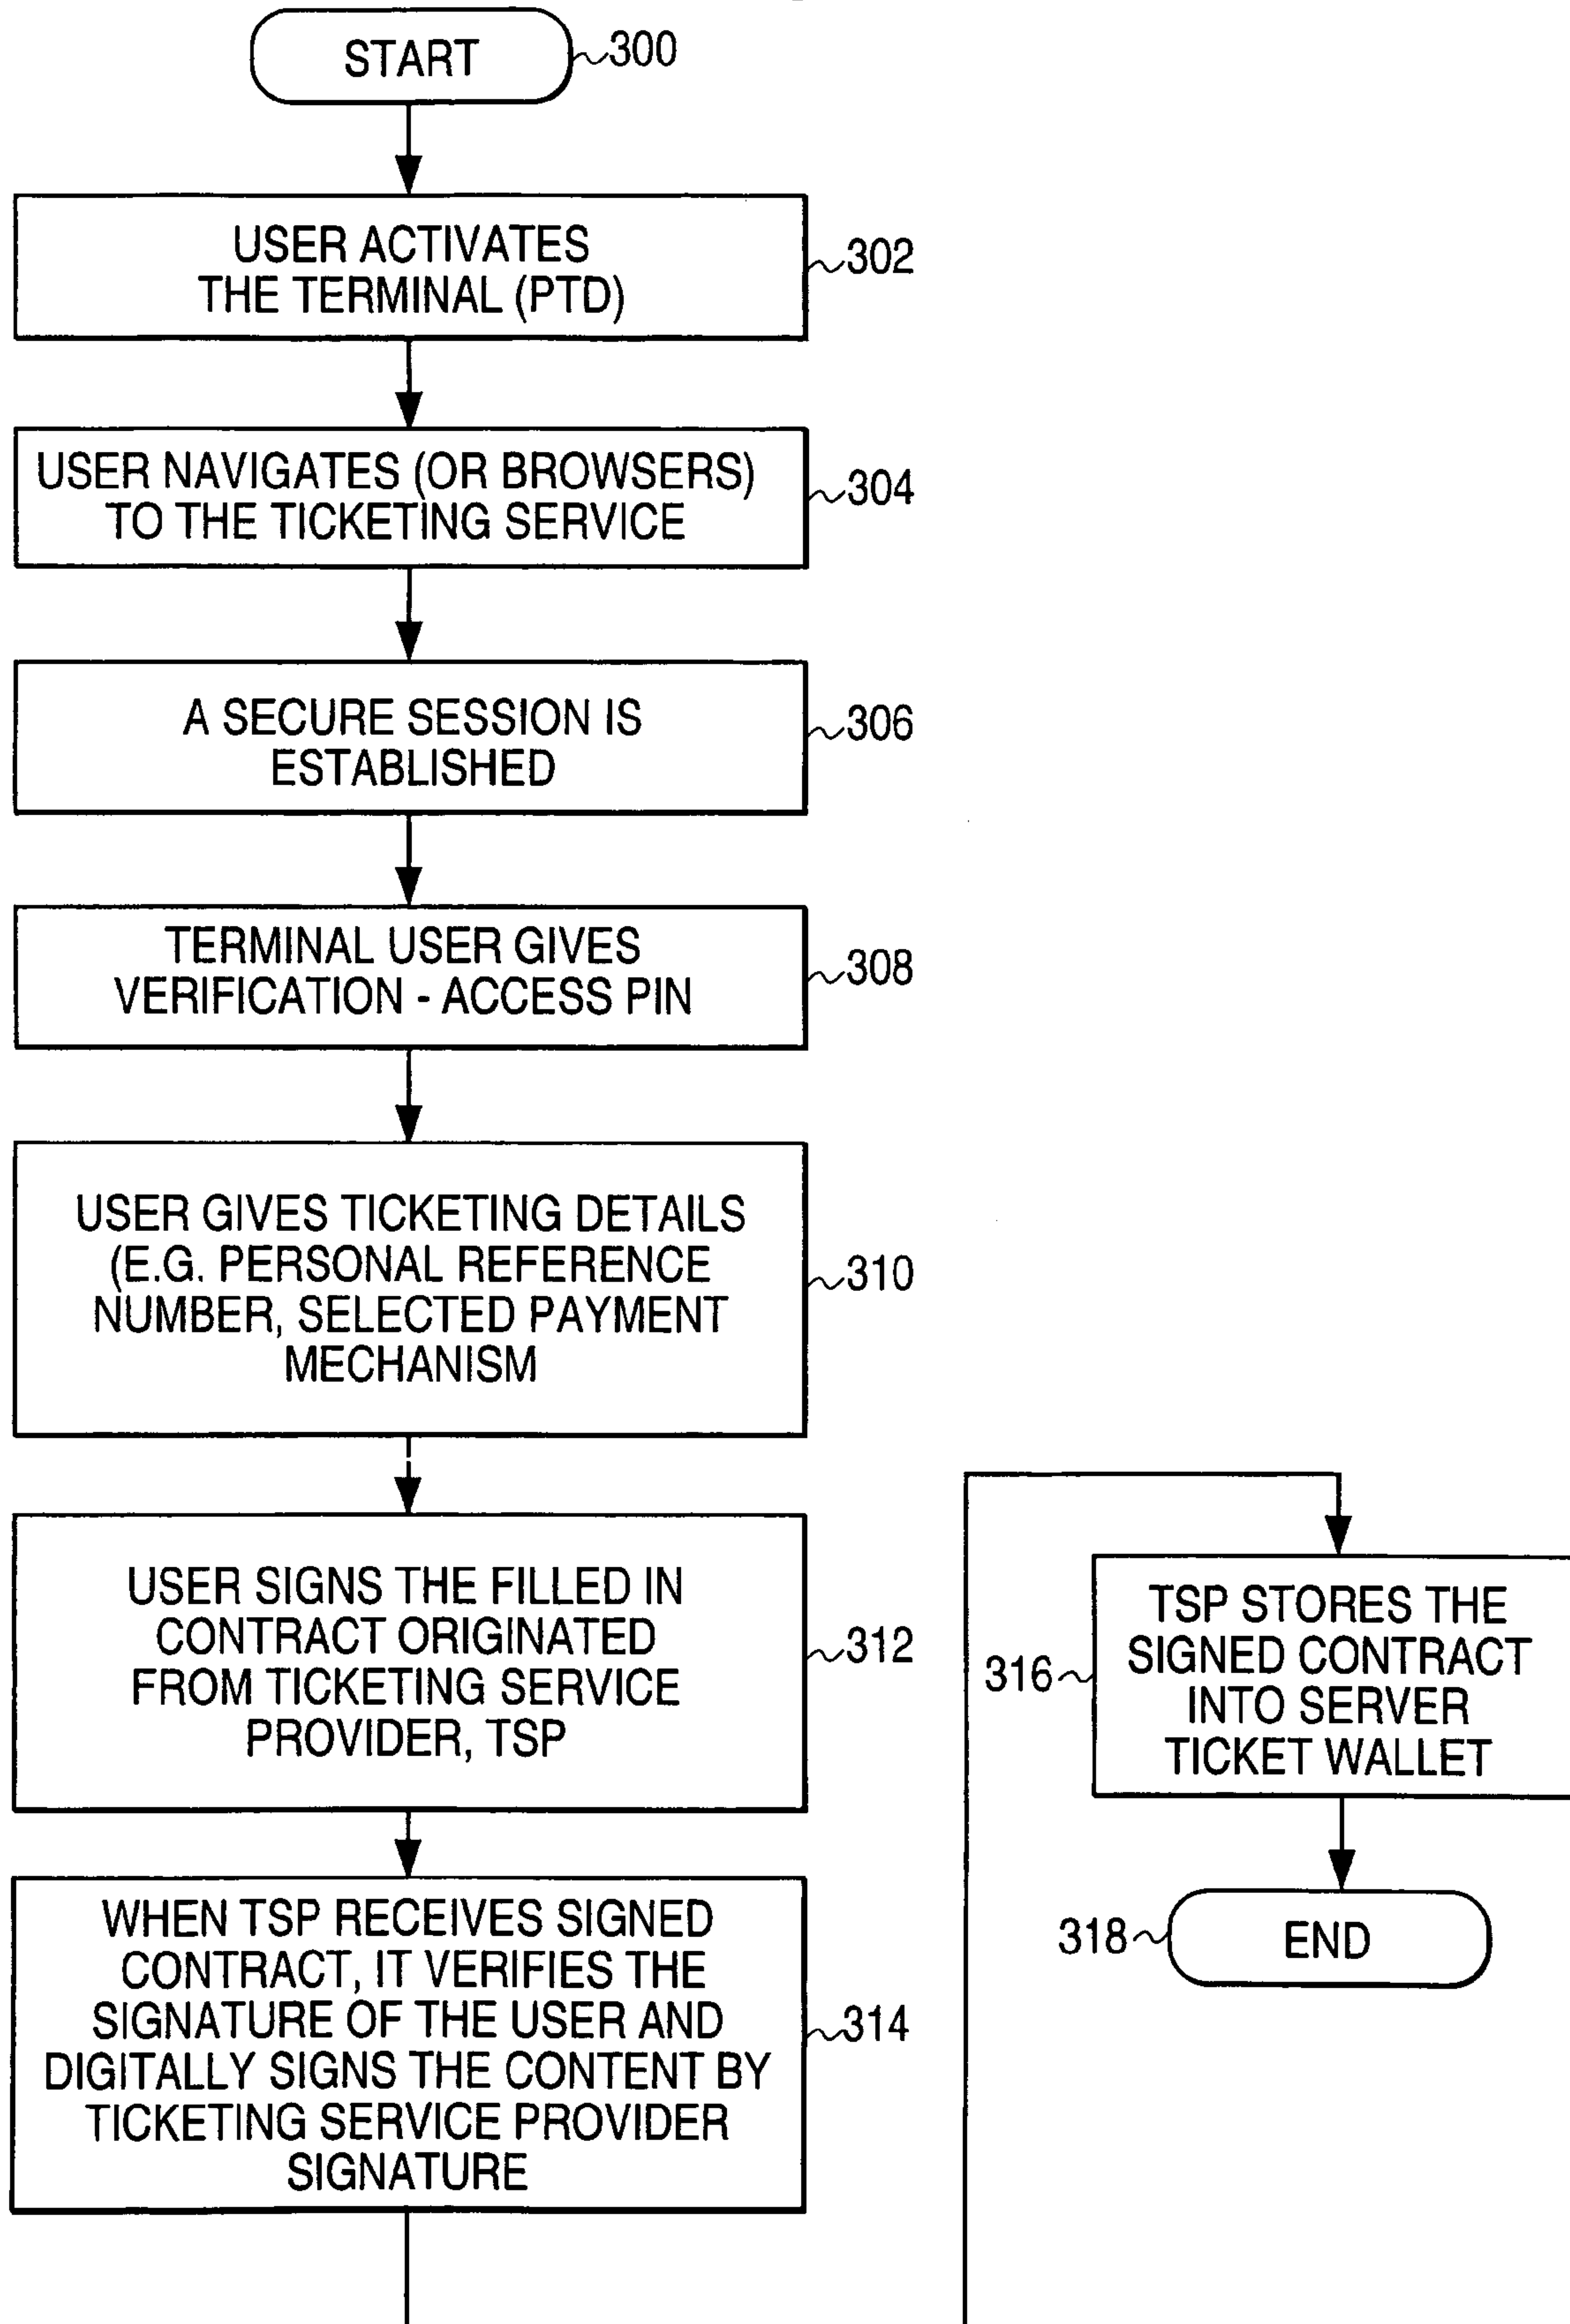 START
300
USER ACTIVATES
THE TERMINAL (PTD)
302
USER NAVIGATES (OR BROWSERS)
TO THE TICKETING SERVICE
304
A SECURE SESSION IS
ESTABLISHED
306
TERMINAL USER GIVES
VERIFICATION - ACCESS PIN
308
USER GIVES TICKETING DETAILS
(E.G. PERSONAL REFERENCE
NUMBER, SELECTED PAYMENT
MECHANISM
310
USER SIGNS THE FILLED IN
CONTRACT ORIGINATED
FROM TICKETING SERVICE
PROVIDER, TSP
312
WHEN TSP RECEIVES SIGNED
CONTRACT, IT VERIFIES THE
SIGNATURE OF THE USER AND
DIGITALLY SIGNS THE CONTENT BY
TICKETING SERVICE PROVIDER
SIGNATURE
314
TSP STORES THE
SIGNED CONTRACT
INTO SERVER
TICKET WALLET
316
END
318